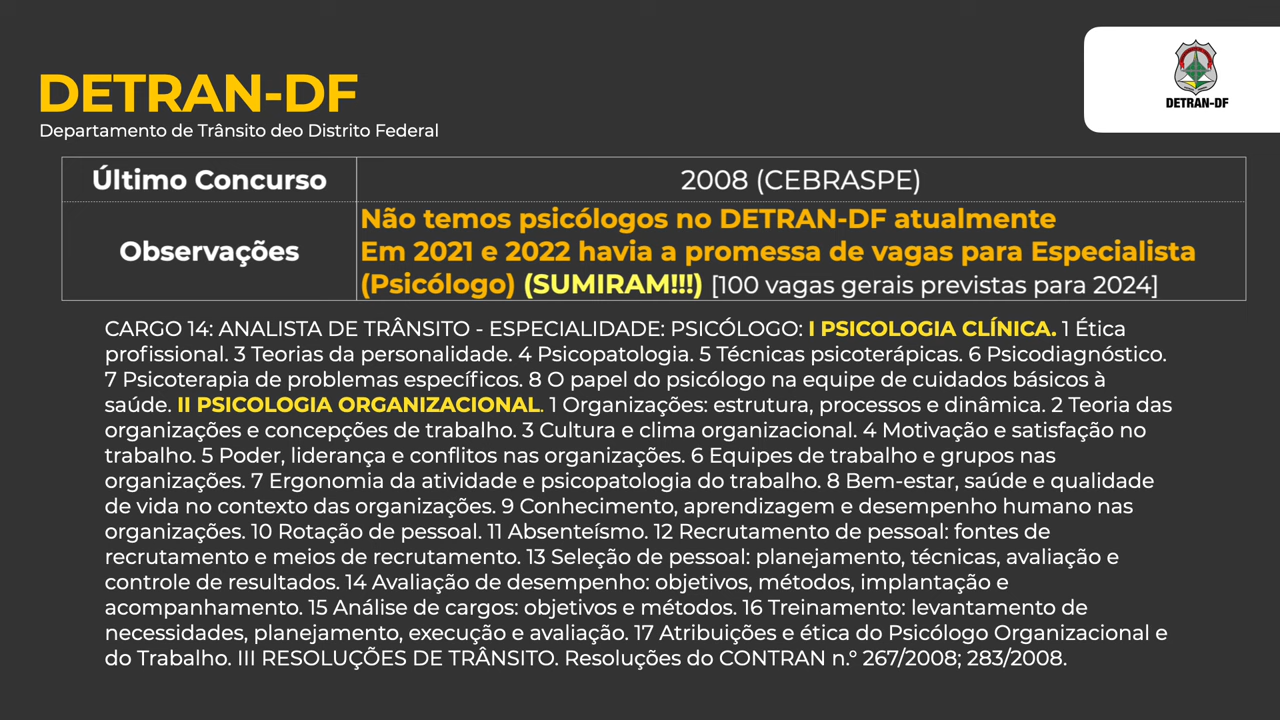 DETRAN-DF
Departamento de Trânsito deo Distrito Federal
DETRAN-DF
Último Concurso
2008 (CEBRASPE)
Observações
Não temos psicólogos no DETRAN-DF atualmente
Em 2021 e 2022 havia a promessa de vagas para Especialista
(Psicólogo) (SUMIRAM!!!) [100 vagas gerais previstas para 2024]
CARGO 14: ANALISTA DE TRÂNSITO - ESPECIALIDADE: PSICÓLOGO: I PSICOLOGIA CLÍNICA. 1 Ética
profissional. 3 Teorias da personalidade. 4 Psicopatologia. 5 Técnicas psicoterápicas. 6 Psicodiagnóstico.
7 Psicoterapia de problemas específicos. 8 O papel do psicólogo na equipe de cuidados básicos à
saúde. II PSICOLOGIA ORGANIZACIONAL. 1 Organizações: estrutura, processos e dinâmica. 2 Teoria das
organizações e concepções de trabalho. 3 Cultura e clima organizacional. 4 Motivação e satisfação no
trabalho. 5 Poder, liderança e conflitos nas organizações. 6 Equipes de trabalho e grupos nas
organizações. 7 Ergonomia da atividade e psicopatologia do trabalho. 8 Bem-estar, saúde e qualidade
de vida no contexto das organizações. 9 Conhecimento, aprendizagem e desempenho humano nas
organizações. 10 Rotação de pessoal. 11 Absenteísmo. 12 Recrutamento de pessoal: fontes de
recrutamento e meios de recrutamento. 13 Seleção de pessoal: planejamento, técnicas, avaliação e
controle de resultados. 14 Avaliação de desempenho: objetivos, métodos, implantação e
acompanhamento. 15 Análise de cargos: objetivos e métodos. 16 Treinamento: levantamento de
necessidades, planejamento, execução e avaliação. 17 Atribuições e ética do Psicólogo Organizacional e
do Trabalho. III RESOLUÇÕES DE TRÂNSITO. Resoluções do CONTRAN n.° 267/2008; 283/2008.